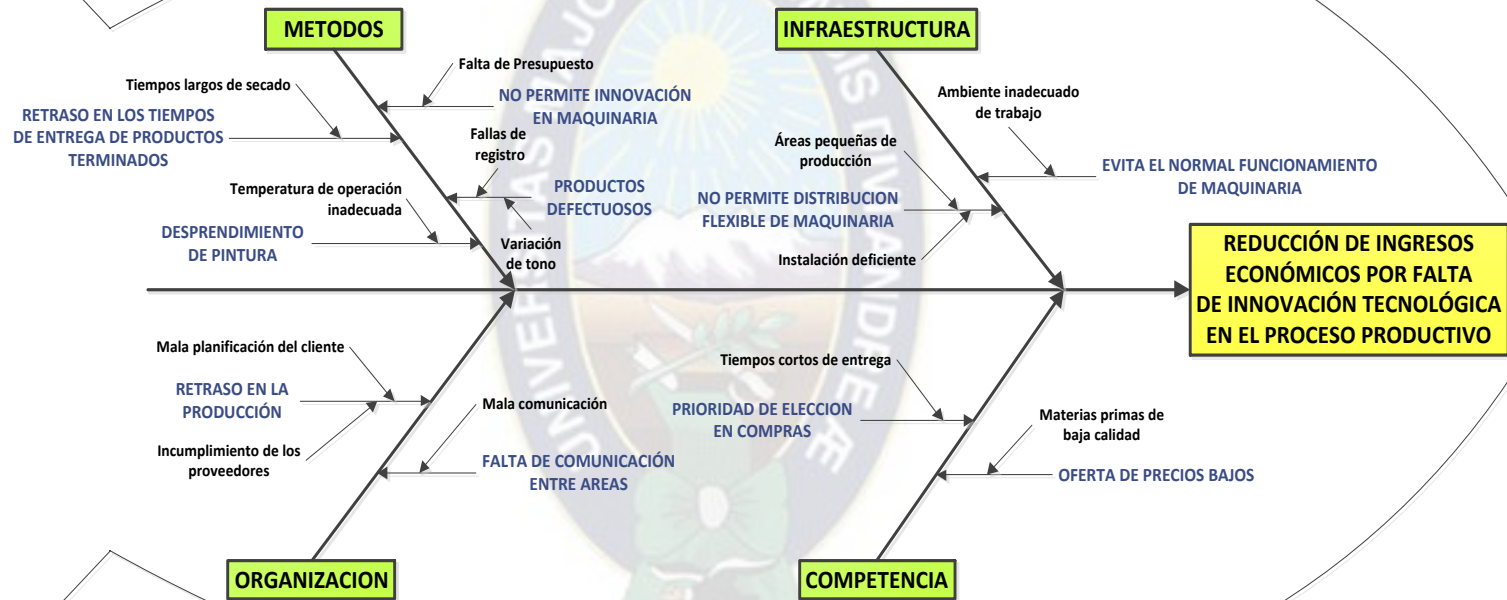 METODOS
Falta de Presupuesto
NO PERMITE INNOVACIÓN
EN MAQUINARIA
Tiempos largos de secado
RETRASO EN LOS TIEMPOS
DE ENTREGA DE PRODUCTOS
TERMINADOS
Fallas de
registro
PRODUCTOS
DEFECTUOSOS
Variación
de tono
Temperatura de operación
inadecuada
DESPRENDIMIENTO
DE PINTURA
INFRAESTRUCTURA
Ambiente inadecuado
de trabajo
EVITA EL NORMAL FUNCIONAMIENTO
DE MAQUINARIA
Áreas pequeñas de
producción
NO PERMITE DISTRIBUCION
FLEXIBLE DE MAQUINARIA
Instalación deficiente
REDUCCIÓN DE INGRESOS
ECONÓMICOS POR FALTA
DE INNOVACIÓN TECNOLÓGICA
EN EL PROCESO PRODUCTIVO
Mala planificación del cliente
RETRASO EN LA
PRODUCCIÓN
Incumplimiento de los
proveedores
Mala comunicación
FALTA DE COMUNICACIÓN
ENTRE AREAS
ORGANIZACION
Tiempos cortos de entrega
PRIORIDAD DE ELECCION
EN COMPRAS
Materias primas de
baja calidad
OFERTA DE PRECIOS BAJOS
COMPETENCIA